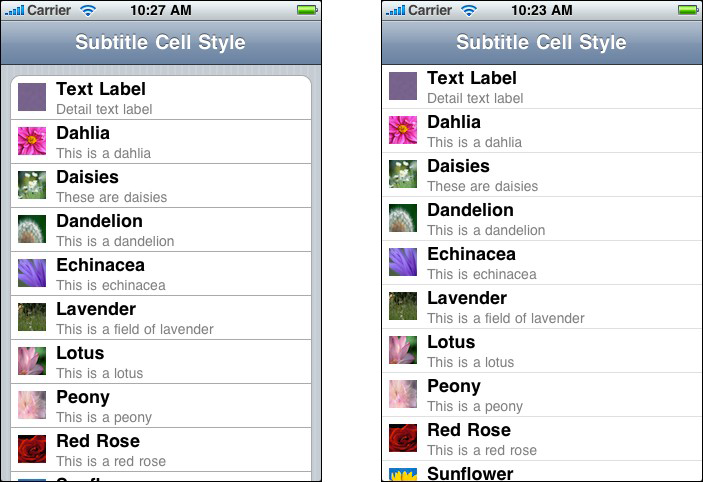 Carrier 10:27 AM
Subtitle Cell Style
Text Label
Detail text label
Dahlia
This is a dahlia
Daisies
These are daisies
Dandelion
This is a dandelion
Echinacea
This is echinacea
Lavender
This is a field of lavender
Lotus
This is a lotus
Peony
This is a peony
Red Rose
This is a red rose
Carrier 10:23 AM
Subtitle Cell Style
Text Label
Detail text label
Dahlia
This is a dahlia
Daisies
These are daisies
Dandelion
This is a dandelion
Echinacea
This is echinacea
Lavender
This is a field of lavender
Lotus
This is a lotus
Peony
This is a peony
Red Rose
This is a red rose
Sunflower